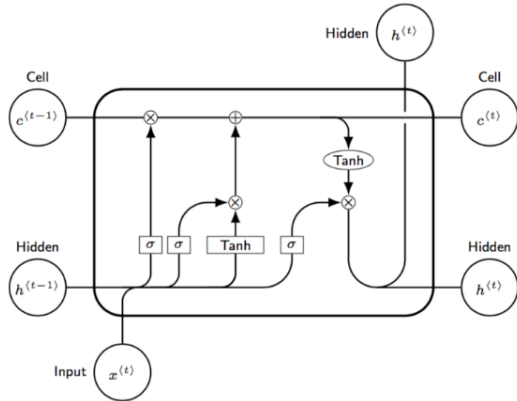 Hidden
h⟨t⟩
Cell
Cell
c⟨t−1⟩
⊗
⊕
c⟨t⟩
Tanh
⊗
⊗
Hidden
σ
σ
Tanh
σ
Hidden
h⟨t−1⟩
h⟨t⟩
Input
x⟨t⟩